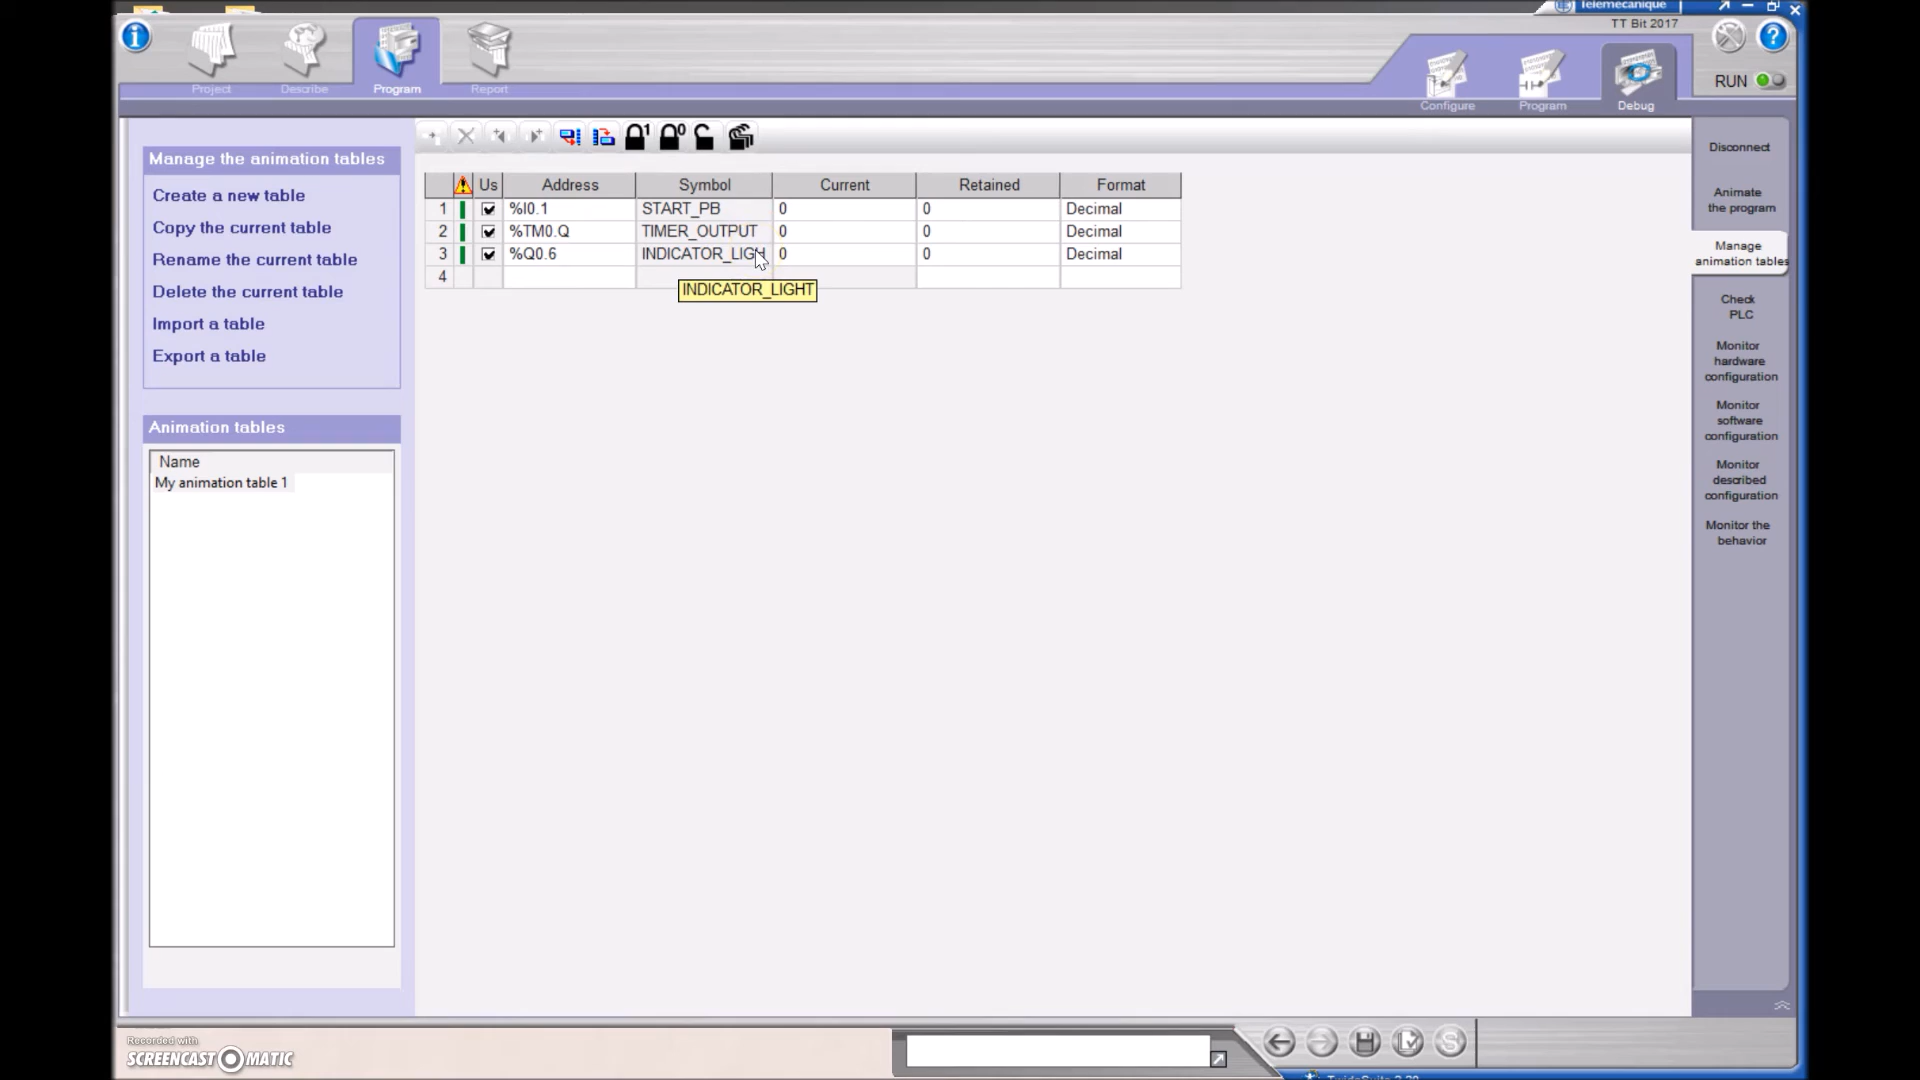 Telemecanique
TT Bit 2017
Project
Describe
Program
Report
Configure
Program
Debug
RUN
Manage the animation tables
Create a new table
Copy the current table
Rename the current table
Delete the current table
Import a table
Export a table
Animation tables
Name
My animation table 1
Us Address Symbol Current Retained Format
1 %I0.1 START_PB 0 0 Decimal
2 %TM0.Q TIMER_OUTPUT 0 0 Decimal
3 %Q0.6 INDICATOR_LIGH 0 0 Decimal
4
INDICATOR_LIGHT
Disconnect
Animate
the program
Manage
animation tables
Check
PLC
Monitor
hardware
configuration
Monitor
software
configuration
Monitor
described
configuration
Monitor the
behavior
Recorded with
SCREENCAST-O-MATIC